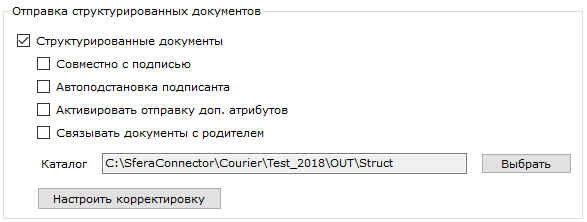 Отправка структурированных документов
Структурированные документы
Совместно с подписью
Автоподстановка подписанта
Активировать отправку доп. атрибутов
Связывать документы с родителем
Каталог C:\SferaConnector\Courier\Test_2018\OUT\Struct Выбрать
Настроить корректировку